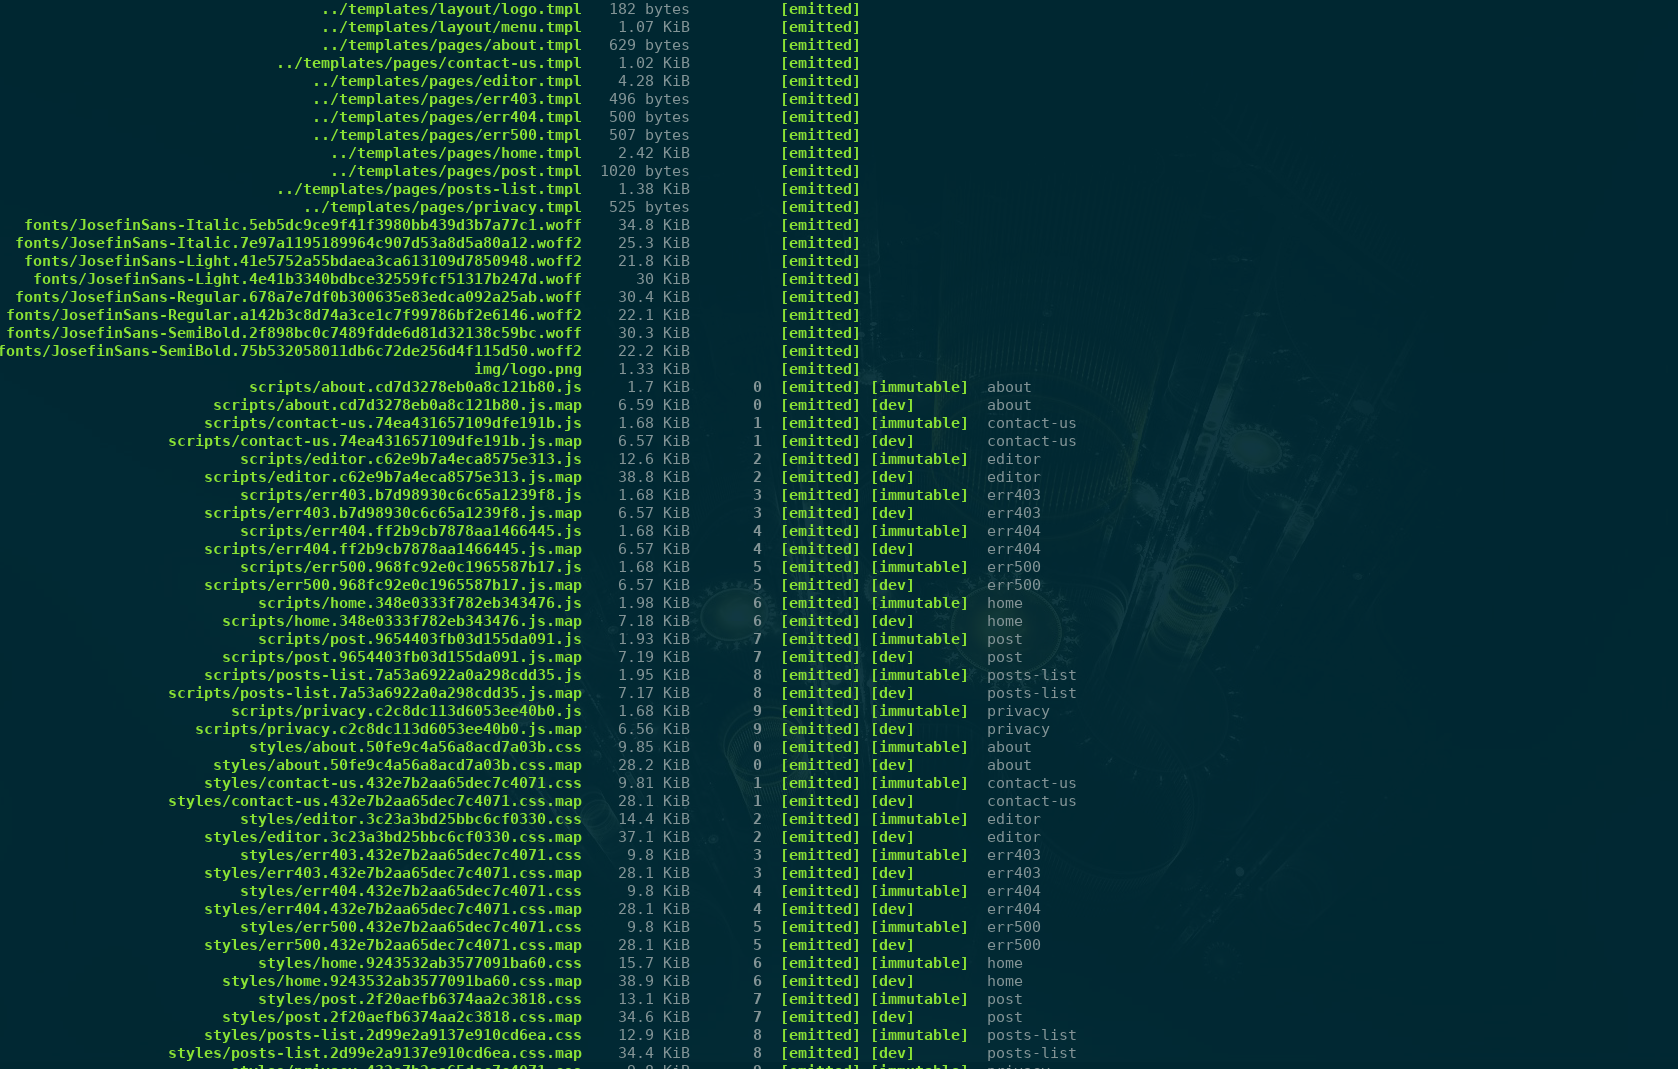 ../templates/layout/logo.tmpl 182 bytes [emitted]
../templates/layout/menu.tmpl 1.07 KiB [emitted]
../templates/pages/about.tmpl 629 bytes [emitted]
../templates/pages/contact-us.tmpl 1.02 KiB [emitted]
../templates/pages/editor.tmpl 4.28 KiB [emitted]
../templates/pages/err403.tmpl 496 bytes [emitted]
../templates/pages/err404.tmpl 500 bytes [emitted]
../templates/pages/err500.tmpl 507 bytes [emitted]
../templates/pages/home.tmpl 2.42 KiB [emitted]
../templates/pages/post.tmpl 1020 bytes [emitted]
../templates/pages/posts-list.tmpl 1.38 KiB [emitted]
../templates/pages/privacy.tmpl 525 bytes [emitted]
fonts/JosefinSans-Italic.5eb5dc9ce9f41f3980bb439d3b7a77c1.woff 34.8 KiB [emitted]
fonts/JosefinSans-Italic.7e97a1195189964c907d53a8d5a80a12.woff2 25.3 KiB [emitted]
fonts/JosefinSans-Light.41e5752a55bdaea3ca613109d7850948.woff2 21.8 KiB [emitted]
fonts/JosefinSans-Light.4e41b3340bdbce32559fcf51317b247d.woff 30 KiB [emitted]
fonts/JosefinSans-Regular.678a7e7df0b300635e83edca092a25ab.woff 30.4 KiB [emitted]
fonts/JosefinSans-Regular.a142b3c8d74a3ce1c7f99786bf2e6146.woff2 22.1 KiB [emitted]
fonts/JosefinSans-SemiBold.2f898bc0c7489fdde6d81d32138c59bc.woff 30.3 KiB [emitted]
fonts/JosefinSans-SemiBold.75b532058011db6c72de256d4f115d50.woff2 22.2 KiB [emitted]
img/logo.png 1.33 KiB [emitted]
scripts/about.cd7d3278eb0a8c121b80.js 1.7 KiB 0 [emitted] [immutable] about
scripts/about.cd7d3278eb0a8c121b80.js.map 6.59 KiB 0 [emitted] [dev] about
scripts/contact-us.74ea431657109dfe191b.js 1.68 KiB 1 [emitted] [immutable] contact-us
scripts/contact-us.74ea431657109dfe191b.js.map 6.57 KiB 1 [emitted] [dev] contact-us
scripts/editor.c62e9b7a4eca8575e313.js 12.6 KiB 2 [emitted] [immutable] editor
scripts/editor.c62e9b7a4eca8575e313.js.map 38.8 KiB 2 [emitted] [dev] editor
scripts/err403.b7d98930c6c65a1239f8.js 1.68 KiB 3 [emitted] [immutable] err403
scripts/err403.b7d98930c6c65a1239f8.js.map 6.57 KiB 3 [emitted] [dev] err403
scripts/err404.ff2b9cb7878aa1466445.js 1.68 KiB 4 [emitted] [immutable] err404
scripts/err404.ff2b9cb7878aa1466445.js.map 6.57 KiB 4 [emitted] [dev] err404
scripts/err500.968fc92e0c1965587b17.js 1.68 KiB 5 [emitted] [immutable] err500
scripts/err500.968fc92e0c1965587b17.js.map 6.57 KiB 5 [emitted] [dev] err500
scripts/home.348e0333f782eb343476.js 1.98 KiB 6 [emitted] [immutable] home
scripts/home.348e0333f782eb343476.js.map 7.18 KiB 6 [emitted] [dev] home
scripts/post.9654403fb03d155da091.js 1.93 KiB 7 [emitted] [immutable] post
scripts/post.9654403fb03d155da091.js.map 7.19 KiB 7 [emitted] [dev] post
scripts/posts-list.7a53a6922a0a298cdd35.js 1.95 KiB 8 [emitted] [immutable] posts-list
scripts/posts-list.7a53a6922a0a298cdd35.js.map 7.17 KiB 8 [emitted] [dev] posts-list
scripts/privacy.c2c8dc113d6053ee40b0.js 1.68 KiB 9 [emitted] [immutable] privacy
scripts/privacy.c2c8dc113d6053ee40b0.js.map 6.56 KiB 9 [emitted] [dev] privacy
styles/about.50fe9c4a56a8acd7a03b.css 9.85 KiB 0 [emitted] [immutable] about
styles/about.50fe9c4a56a8acd7a03b.css.map 28.2 KiB 0 [emitted] [dev] about
styles/contact-us.432e7b2aa65dec7c4071.css 9.81 KiB 1 [emitted] [immutable] contact-us
styles/contact-us.432e7b2aa65dec7c4071.css.map 28.1 KiB 1 [emitted] [dev] contact-us
styles/editor.3c23a3bd25bbc6cf0330.css 14.4 KiB 2 [emitted] [immutable] editor
styles/editor.3c23a3bd25bbc6cf0330.css.map 37.1 KiB 2 [emitted] [dev] editor
styles/err403.432e7b2aa65dec7c4071.css 9.8 KiB 3 [emitted] [immutable] err403
styles/err403.432e7b2aa65dec7c4071.css.map 28.1 KiB 3 [emitted] [dev] err403
styles/err404.432e7b2aa65dec7c4071.css 9.8 KiB 4 [emitted] [immutable] err404
styles/err404.432e7b2aa65dec7c4071.css.map 28.1 KiB 4 [emitted] [dev] err404
styles/err500.432e7b2aa65dec7c4071.css 9.8 KiB 5 [emitted] [immutable] err500
styles/err500.432e7b2aa65dec7c4071.css.map 28.1 KiB 5 [emitted] [dev] err500
styles/home.9243532ab3577091ba60.css 15.7 KiB 6 [emitted] [immutable] home
styles/home.9243532ab3577091ba60.css.map 38.9 KiB 6 [emitted] [dev] home
styles/post.2f20aefb6374aa2c3818.css 13.1 KiB 7 [emitted] [immutable] post
styles/post.2f20aefb6374aa2c3818.css.map 34.6 KiB 7 [emitted] [dev] post
styles/posts-list.2d99e2a9137e910cd6ea.css 12.9 KiB 8 [emitted] [immutable] posts-list
styles/posts-list.2d99e2a9137e910cd6ea.css.map 34.4 KiB 8 [emitted] [dev] posts-list